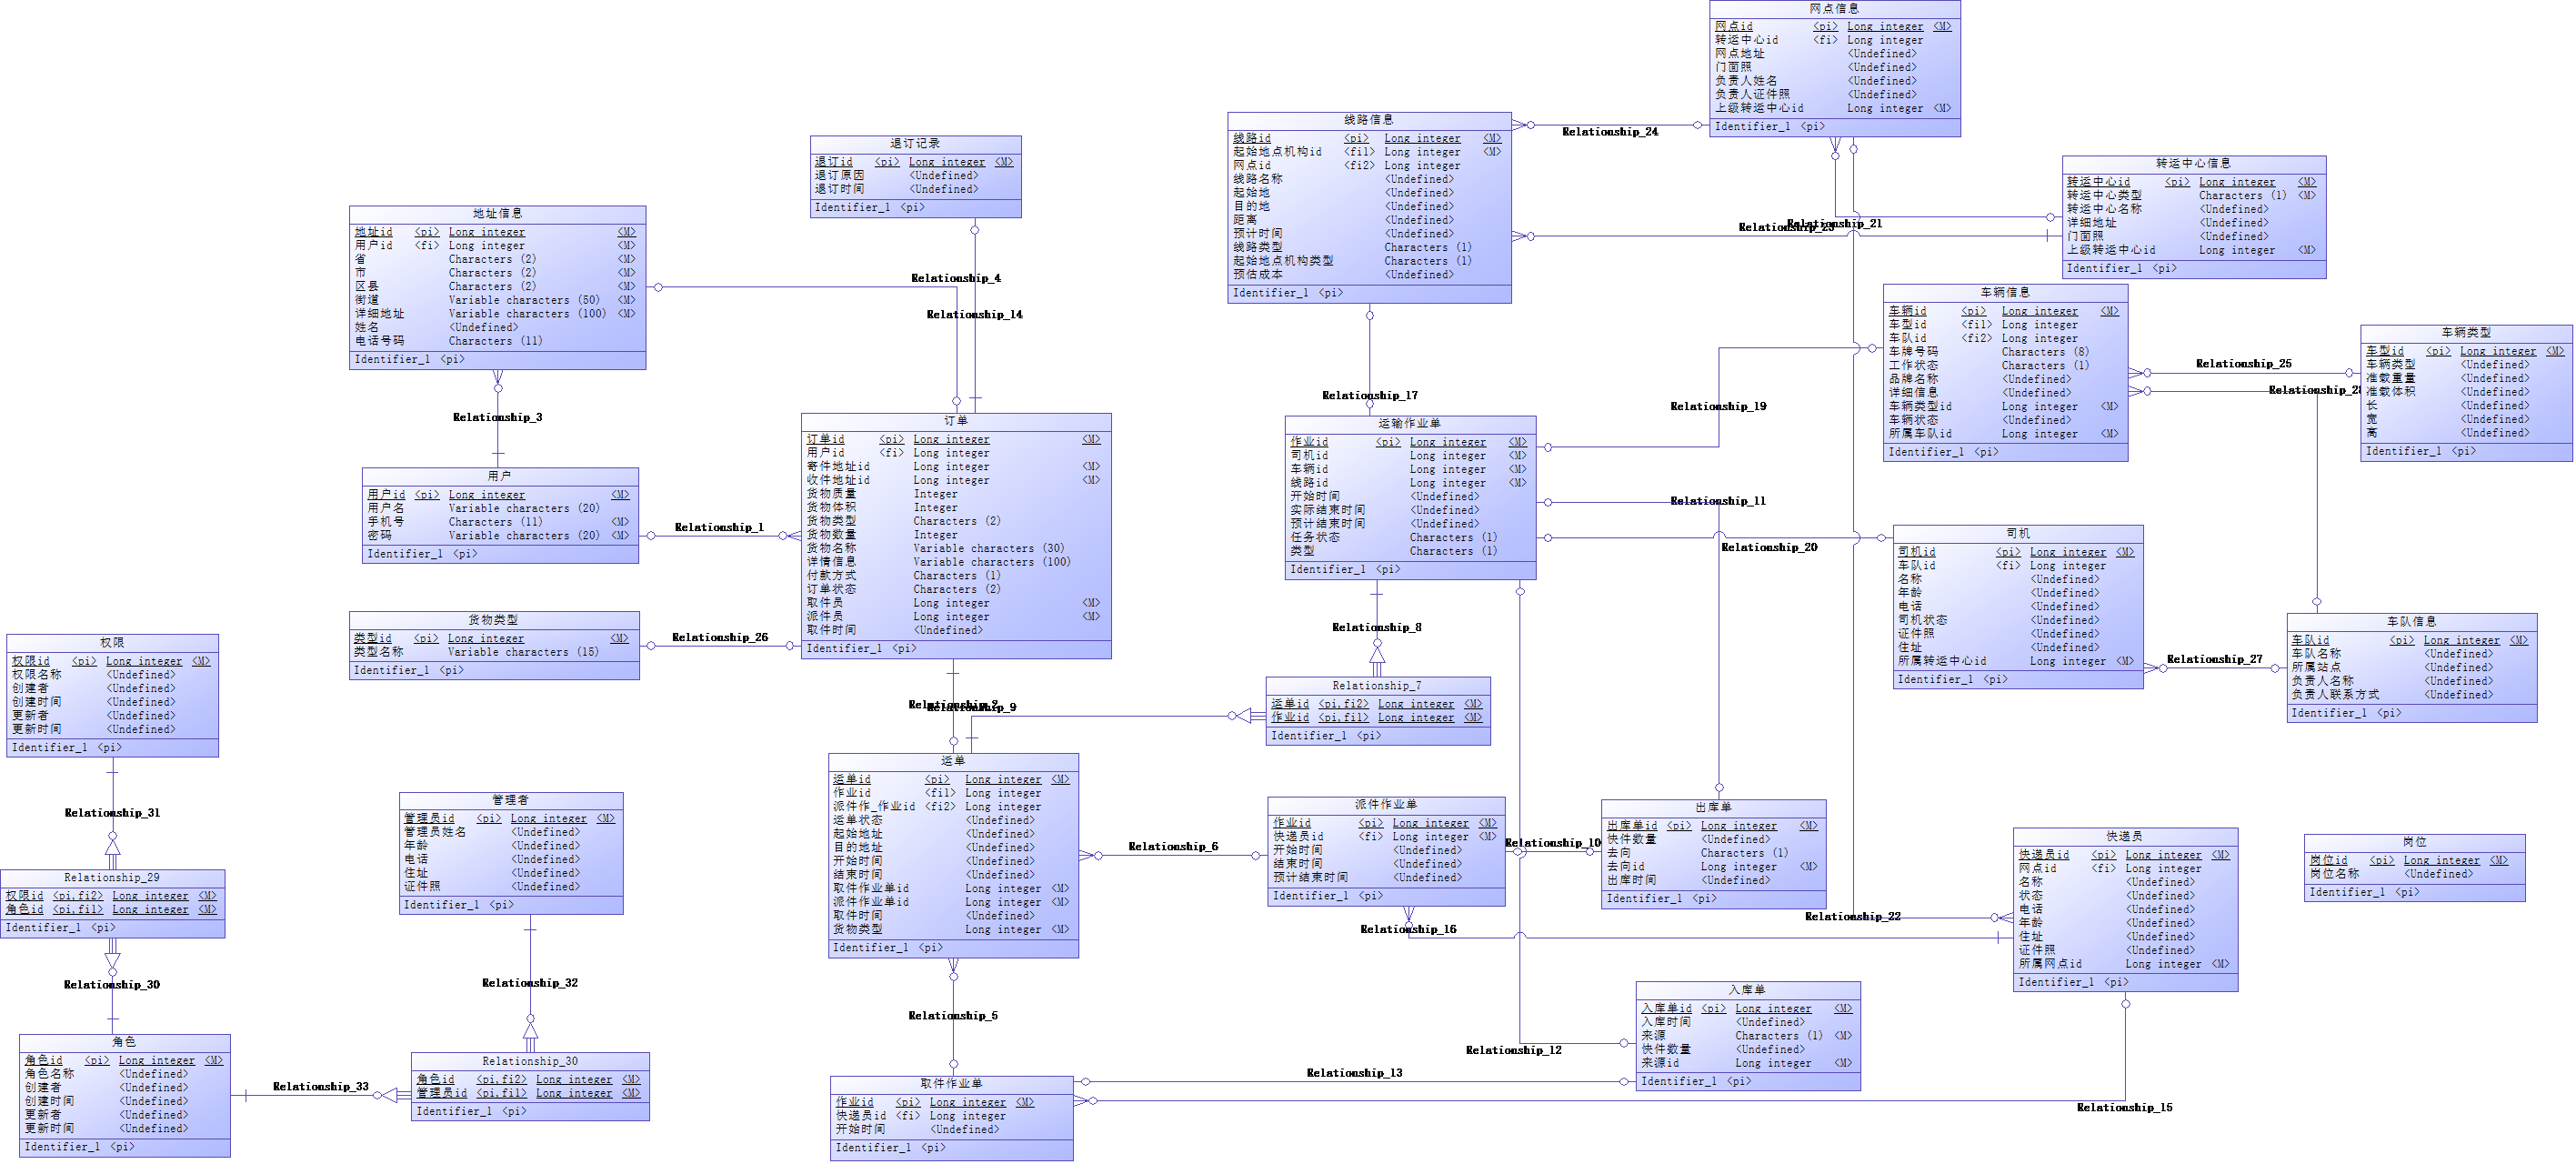 网点信息
网点id <pi> Long integer <M>
转运中心id <fi> Long integer
网点地址 <Undefined>
门面照 <Undefined>
负责人姓名 <Undefined>
负责人证件照 <Undefined>
上级转运中心id Long integer <M>
Identifier_1 <pi>
线路信息
线路id <pi> Long integer <M>
起始地点机构id <fi1> Long integer <M>
网点id <fi2> Long integer
线路名称 <Undefined>
起始地 <Undefined>
目的地 <Undefined>
距离 <Undefined>
预计时间 <Undefined>
线路类型 Characters (1)
起始地点机构类型 Characters (1)
预估成本 <Undefined>
Identifier_1 <pi>
Relationship_24
退订记录
退订id <pi> Long integer <M>
退订原因 <Undefined>
退订时间 <Undefined>
Identifier_1 <pi>
转运中心信息
转运中心id <pi> Long integer <M>
转运中心类型 Characters (1) <M>
转运中心名称 <Undefined>
详细地址 <Undefined>
门面照 <Undefined>
上级转运中心id Long integer <M>
Identifier_1 <pi>
Relationship_21
Relationship_23
地址信息
地址id <pi> Long integer <M>
用户id <fi> Long integer <M>
省 Characters (2) <M>
市 Characters (2) <M>
区县 Characters (2) <M>
街道 Variable characters (50) <M>
详细地址 Variable characters (100) <M>
姓名 <Undefined>
电话号码 Characters (11)
Identifier_1 <pi>
Relationship_4
Relationship_14
车辆信息
车辆id <pi> Long integer <M>
车型id <fi1> Long integer
车队id <fi2> Long integer
车牌号码 Characters (8)
工作状态 Characters (1)
品牌名称 <Undefined>
详细信息 <Undefined>
车辆类型id Long integer <M>
车辆状态 <Undefined>
所属车队id Long integer <M>
Identifier_1 <pi>
车辆类型
车型id <pi> Long integer <M>
车辆类型 <Undefined>
准载重量 <Undefined>
准载体积 <Undefined>
长 <Undefined>
宽 <Undefined>
高 <Undefined>
Identifier_1 <pi>
Relationship_25
Relationship_28
Relationship_3
Relationship_17
Relationship_19
订单
订单id <pi> Long integer <M>
用户id <fi> Long integer
寄件地址id Long integer <M>
收件地址id Long integer <M>
货物质量 Integer
货物体积 Integer
货物类型 Characters (2)
货物数量 Integer
货物名称 Variable characters (30)
详情信息 Variable characters (100)
付款方式 Characters (1)
订单状态 Characters (2)
取件员 Long integer <M>
派件员 Long integer <M>
取件时间 <Undefined>
Identifier_1 <pi>
运输作业单
作业id <pi> Long integer <M>
司机id Long integer <M>
车辆id Long integer <M>
线路id Long integer <M>
开始时间 <Undefined>
实际结束时间 <Undefined>
预计结束时间 <Undefined>
任务状态 Characters (1)
类型 Characters (1)
Identifier_1 <pi>
用户
用户id <pi> Long integer <M>
用户名 Variable characters (20)
手机号 Characters (11) <M>
密码 Variable characters (20) <M>
Identifier_1 <pi>
Relationship_1
Relationship_11
Relationship_20
司机
司机id <pi> Long integer <M>
车队id <fi> Long integer
名称 <Undefined>
年龄 <Undefined>
电话 <Undefined>
司机状态 <Undefined>
证件照 <Undefined>
住址 <Undefined>
所属转运中心id Long integer <M>
Identifier_1 <pi>
货物类型
类型id <pi> Long integer <M>
类型名称 Variable characters (15)
Identifier_1 <pi>
Relationship_26
Relationship_8
车队信息
车队id <pi> Long integer <M>
车队名称 <Undefined>
所属站点 <Undefined>
负责人名称 <Undefined>
负责人联系方式 <Undefined>
Identifier_1 <pi>
Relationship_27
权限
权限id <pi> Long integer <M>
权限名称 <Undefined>
创建者 <Undefined>
创建时间 <Undefined>
更新者 <Undefined>
更新时间 <Undefined>
Identifier_1 <pi>
Relationship_7
运单id <pi,fi2> Long integer <M>
作业id <pi,fi1> Long integer <M>
Identifier_1 <pi>
Relationship_2
Relationship_9
运单
运单id <pi> Long integer <M>
作业id <fi1> Long integer
派件作_作业id <fi2> Long integer
运单状态 <Undefined>
起始地址 <Undefined>
目的地址 <Undefined>
开始时间 <Undefined>
结束时间 <Undefined>
取件作业单id Long integer <M>
派件作业单id Long integer <M>
取件时间 <Undefined>
货物类型 Long integer <M>
Identifier_1 <pi>
管理者
管理员id <pi> Long integer <M>
管理员姓名 <Undefined>
年龄 <Undefined>
电话 <Undefined>
住址 <Undefined>
证件照 <Undefined>
Identifier_1 <pi>
Relationship_31
派件作业单
作业id <pi> Long integer <M>
快递员id <fi> Long integer <M>
开始时间 <Undefined>
结束时间 <Undefined>
预计结束时间 <Undefined>
Identifier_1 <pi>
Relationship_6
Relationship_10
出库单
出库单id <pi> Long integer <M>
快件数量 <Undefined>
去向 Characters (1)
去向id Long integer <M>
出库时间 <Undefined>
Identifier_1 <pi>
快递员
快递员id <pi> Long integer <M>
网点id <fi> Long integer
名称 <Undefined>
状态 <Undefined>
电话 <Undefined>
年龄 <Undefined>
住址 <Undefined>
证件照 <Undefined>
所属网点id Long integer <M>
Identifier_1 <pi>
岗位
岗位id <pi> Long integer <M>
岗位名称 <Undefined>
Identifier_1 <pi>
Relationship_29
权限id <pi,fi2> Long integer <M>
角色id <pi,fi1> Long integer <M>
Identifier_1 <pi>
Relationship_22
Relationship_16
Relationship_30
Relationship_32
Relationship_5
入库单
入库单id <pi> Long integer <M>
入库时间 <Undefined>
来源 Characters (1) <M>
快件数量 <Undefined>
来源id Long integer <M>
Identifier_1 <pi>
Relationship_12
Relationship_13
Relationship_15
角色
角色id <pi> Long integer <M>
角色名称 <Undefined>
创建者 <Undefined>
创建时间 <Undefined>
更新者 <Undefined>
更新时间 <Undefined>
Identifier_1 <pi>
Relationship_33
Relationship_30
角色id <pi,fi2> Long integer <M>
管理员id <pi,fi1> Long integer <M>
Identifier_1 <pi>
取件作业单
作业id <pi> Long integer <M>
快递员id <fi> Long integer
开始时间 <Undefined>
Identifier_1 <pi>